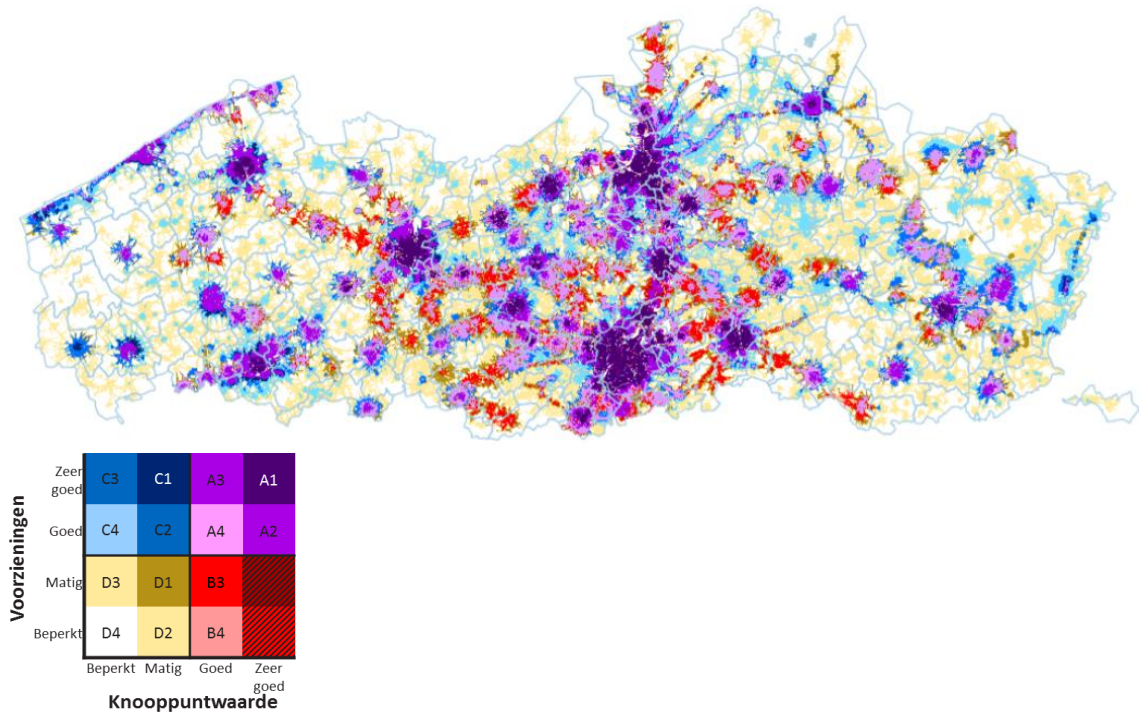 Voorzieningen
Zeer
goed
C3 C1 A3 A1
Goed
C4 C2 A4 A2
Matig
D3 D1 B3
Beperkt
D4 D2 B4
Beperkt Matig Goed Zeer
goed
Knooppuntwaarde